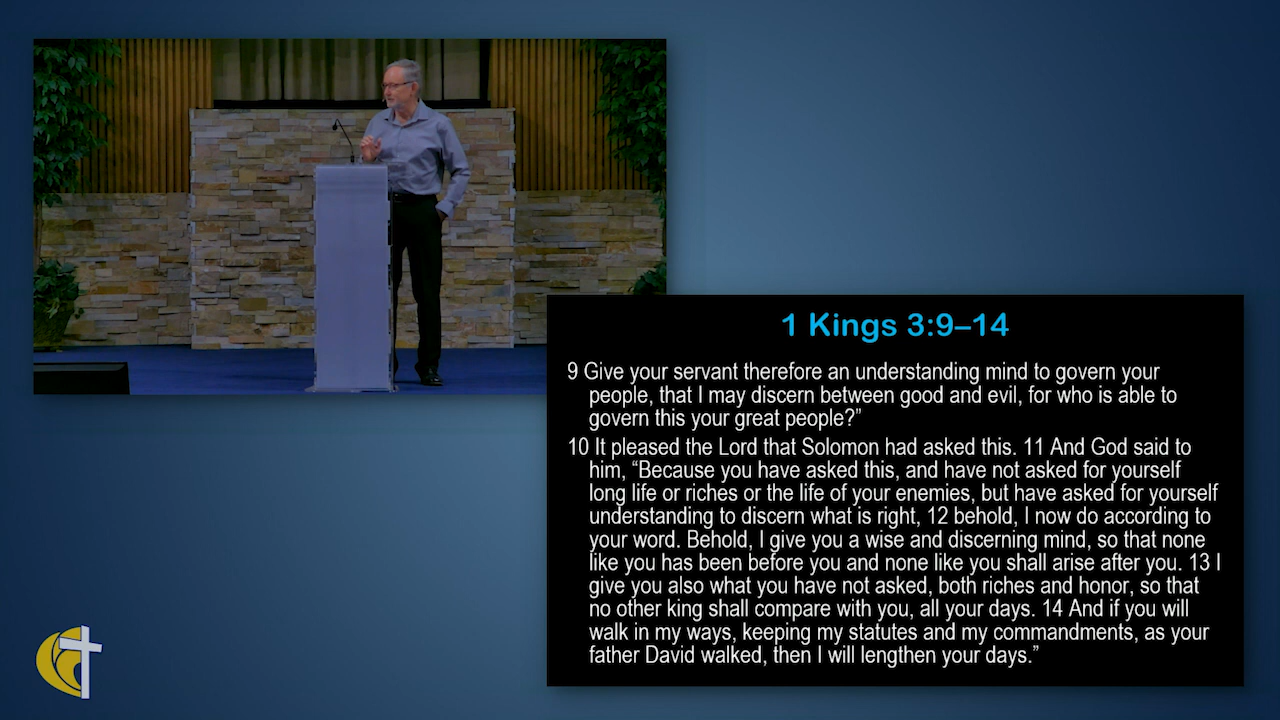 1 Kings 3:9–14
9 Give your servant therefore an understanding mind to govern your
people, that I may discern between good and evil, for who is able to
govern this your great people?”
10 It pleased the Lord that Solomon had asked this. 11 And God said to
him, “Because you have asked this, and have not asked for yourself
long life or riches or the life of your enemies, but have asked for yourself
understanding to discern what is right, 12 behold, I now do according to
your word. Behold, I give you a wise and discerning mind, so that none
like you has been before you and none like you shall arise after you. 13 I
give you also what you have not asked, both riches and honor, so that
no other king shall compare with you, all your days. 14 And if you will
walk in my ways, keeping my statutes and my commandments, as your
father David walked, then I will lengthen your days.”